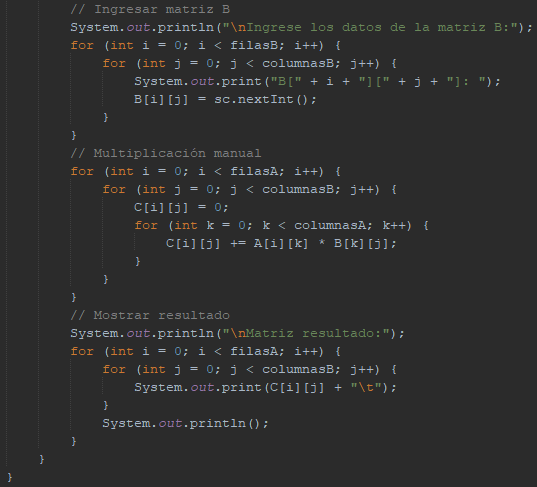 // Ingresar matriz B
System.out.println("\nIngrese los datos de la matriz B:");
for (int i = 0; i < filasB; i++) {
for (int j = 0; j < columnasB; j++) {
System.out.print("B[" + i + "][" + j + "]: ");
B[i][j] = sc.nextInt();
}
}
// Multiplicación manual
for (int i = 0; i < filasA; i++) {
for (int j = 0; j < columnasB; j++) {
C[i][j] = 0;
for (int k = 0; k < columnasA; k++) {
C[i][j] += A[i][k] * B[k][j];
}
}
}
// Mostrar resultado
System.out.println("\nMatriz resultado:");
for (int i = 0; i < filasA; i++) {
for (int j = 0; j < columnasB; j++) {
System.out.print(C[i][j] + "\t");
}
System.out.println();
}
}
}